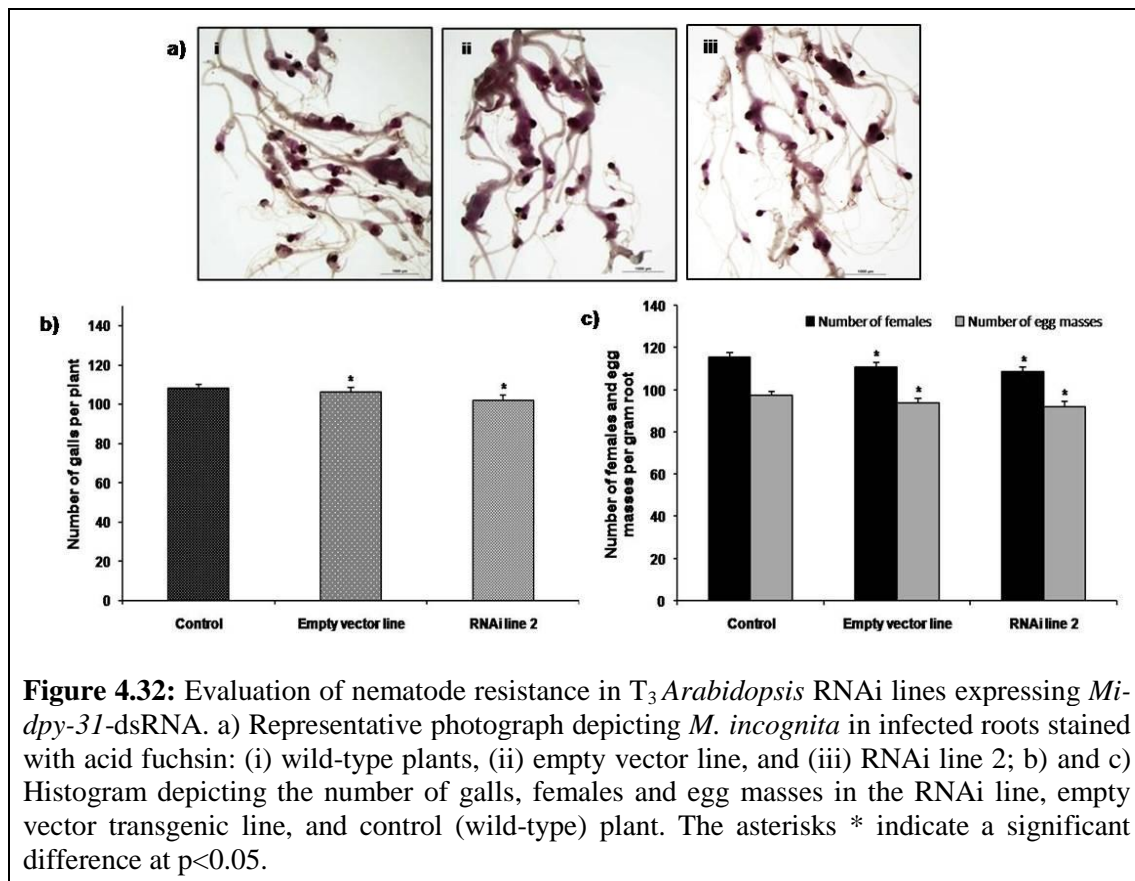 a)
i
ii
iii
1000 µm
1000 µm
1000 µm
b)
Number of galls per plant
140
120
100
80
60
40
20
0
*
*
Control
Empty vector line
RNAi line 2
c)
Number of females and egg
masses per gram root
■ Number of females ■ Number of egg masses
140
120
100
80
60
40
20
0
*
*
*
*
Control
Empty vector line
RNAi line 2
Figure 4.32: Evaluation of nematode resistance in T₃ Arabidopsis RNAi lines expressing Mi-
dpy-31-dsRNA. a) Representative photograph depicting M. incognita in infected roots stained
with acid fuchsin: (i) wild-type plants, (ii) empty vector line, and (iii) RNAi line 2; b) and c)
Histogram depicting the number of galls, females and egg masses in the RNAi line, empty
vector transgenic line, and control (wild-type) plant. The asterisks * indicate a significant
difference at p<0.05.